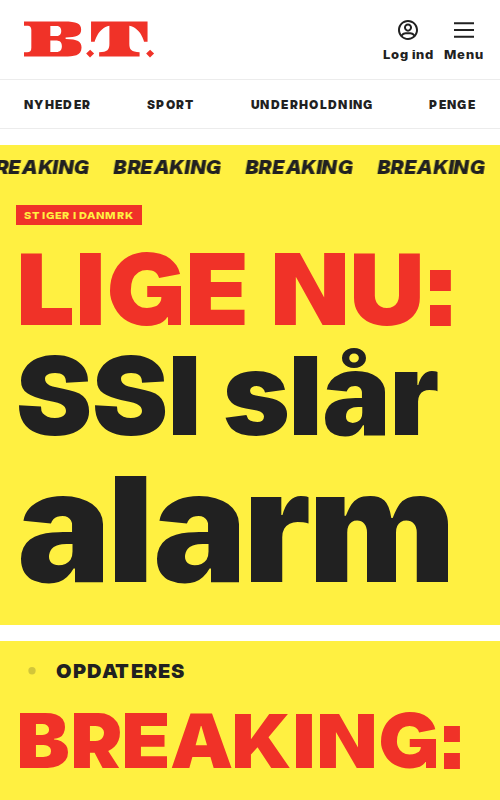 B.T.
Log ind Menu
NYHEDER SPORT UNDERHOLDNING PENGE
REAKING BREAKING BREAKING BREAKING
STIGER I DANMRK
LIGE NU:
SSI slår
alarm
OPDATERES
BREAKING: